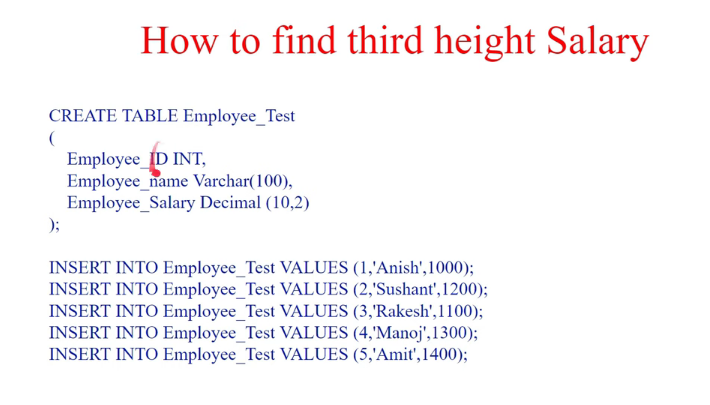 How to find third height Salary
CREATE TABLE Employee_Test
(
Employee_ID INT,
Employee_name Varchar(100),
Employee_Salary Decimal (10,2)
);
INSERT INTO Employee_Test VALUES (1,'Anish',1000);
INSERT INTO Employee_Test VALUES (2,'Sushant',1200);
INSERT INTO Employee_Test VALUES (3,'Rakesh',1100);
INSERT INTO Employee_Test VALUES (4,'Manoj',1300);
INSERT INTO Employee_Test VALUES (5,'Amit',1400);